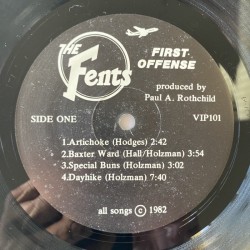 THE
Fents
FIRST
OFFENSE
produced by
Paul A. Rothchild
SIDE ONE
VIP101
1.Artichoke (Hodges) 2:42
2.Baxter Ward (Hall/Holzman) 3:54
3.Special Buns (Holzman) 3:02
4.Dayhike (Holzman) 7:40
all songs © 1982